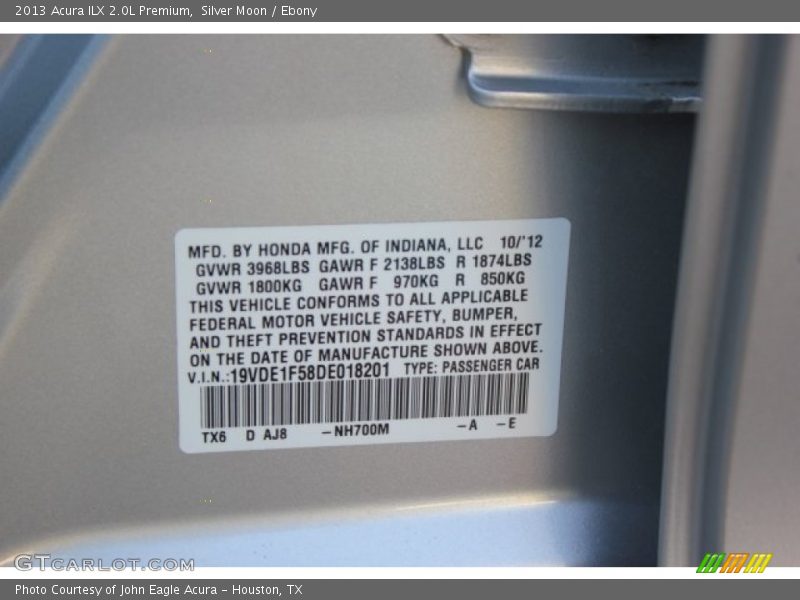 2013 Acura ILX 2.0L Premium, Silver Moon / Ebony
MFD. BY HONDA MFG. OF INDIANA, LLC 10/'12
GVWR 3968LBS GAWR F 2138LBS R 1874LBS
GVWR 1800KG GAWR F 970KG R 850KG
THIS VEHICLE CONFORMS TO ALL APPLICABLE
FEDERAL MOTOR VEHICLE SAFETY, BUMPER,
AND THEFT PREVENTION STANDARDS IN EFFECT
ON THE DATE OF MANUFACTURE SHOWN ABOVE.
V.I.N.:19VDE1F58DE018201 TYPE: PASSENGER CAR
TX6 D AJ8 -NH700M -A -E
GTCARLOT.COM
Photo Courtesy of John Eagle Acura - Houston, TX